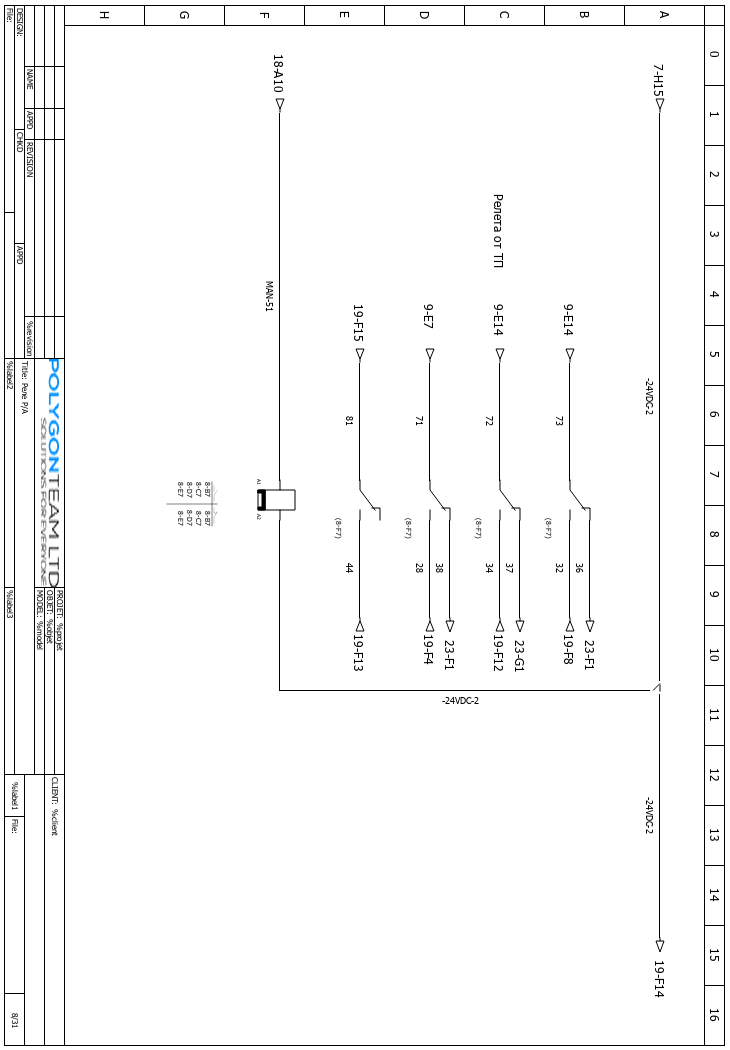 0
1
2
3
4
5
6
7
8
9
10
11
12
13
14
15
16
A
B
C
D
E
F
G
H
7-H15
-24VDC-2
-24VDC-2
19-F14
9-E14
73
(8-F7)
36
32
23-F1
19-F8
Релета от ТП
9-E14
72
(8-F7)
37
34
23-G1
19-F12
9-E7
71
(8-F7)
38
28
23-F1
19-F4
-24VDC-2
19-F15
81
(8-F7)
44
19-F13
18-A10
MAN-51
A1
A2
8-B7 8-B7
8-C7 8-C7
8-D7 8-D7
8-E7 8-E7
NAME
APPD
REVISION
%revision
DESIGN:
CHKD
APPD
File:
POLYGONTEAM LTD
SOLUTIONS FOR EVERYONE
Title: Реле Р/А
%label2
PROJET: %projet
OBJET: %objet
MODEL: %model
%label3
CLIENT: %client
%label1
File:
8/31